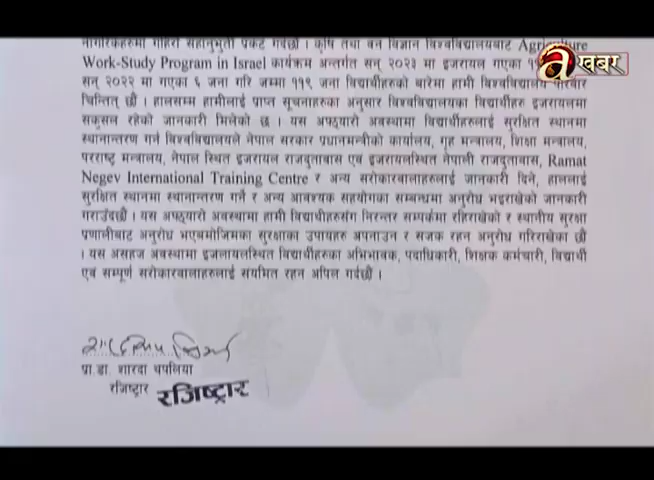 नागरिकहरुमा गहिरो सहानुभुती प्रकट गर्दछौं । कृषि तथा वन विज्ञान विश्वविद्यालयबाट Agriculture
Work-Study Program in Israel कार्यक्रम अन्तर्गत सन् २०२३ मा इजरायल गएका
सन् २०२२ मा गएका ६ जना गरि जम्मा ११९ जना विद्यार्थीहरुको बारेमा हामी विश्वविद्यालय परिवार
चिन्तित् छौं । हालसम्म हामीलाई प्राप्त सूचनाहरुका अनुसार विश्वविद्यालयका विद्यार्थीहरु इजरायलमा
सकुसल रहेको जानकारी मिलेको छ । यस अफ्ठ्यारो अवस्थामा विद्यार्थीहरुलाई सुरक्षित स्थानमा
स्थानान्तरण गर्न विश्वविद्यालयले नेपाल सरकार प्रधानमन्त्रीको कार्यालय, गृह मन्त्रालय, शिक्षा मन्त्रालय,
परराष्ट्र मन्त्रालय, नेपाल स्थित इजरायल राजदुतावास एवं इजरायलस्थित नेपाली राजदुतावास, Ramat
Negev International Training Centre र अन्य सरोकारवालाहरुलाई जानकारी दिने, हाललाई
सुरक्षित स्थानमा स्थानान्तरण गर्ने र अन्य आवश्यक सहयोगका सम्बन्धमा अनुरोध भइराखेको जानकारी
गराउँदछौं । यस अफ्ठ्यारो अवस्थामा हामी विद्यार्थीहरुसंग निरन्तर सम्पर्कमा रहिराखेको र स्थानीय सुरक्षा
प्रणालीबाट अनुरोध भएबमोजिमका सुरक्षाका उपायहरु अपनाउन र सजक रहन अनुरोध गरिराखेका छौं
। यस असहज अवस्थामा इजलायलस्थित विद्यार्थीहरुका अभिभावक, पदाधिकारी, शिक्षक कर्मचारी, विद्यार्थी
एवं सम्पूर्ण सरोकारवालाहरुलाई संयमित रहन अपिल गर्दछौं ।
प्रा.डा. शारदा थपलिया
रजिष्ट्रार रजिष्ट्रार
खबर